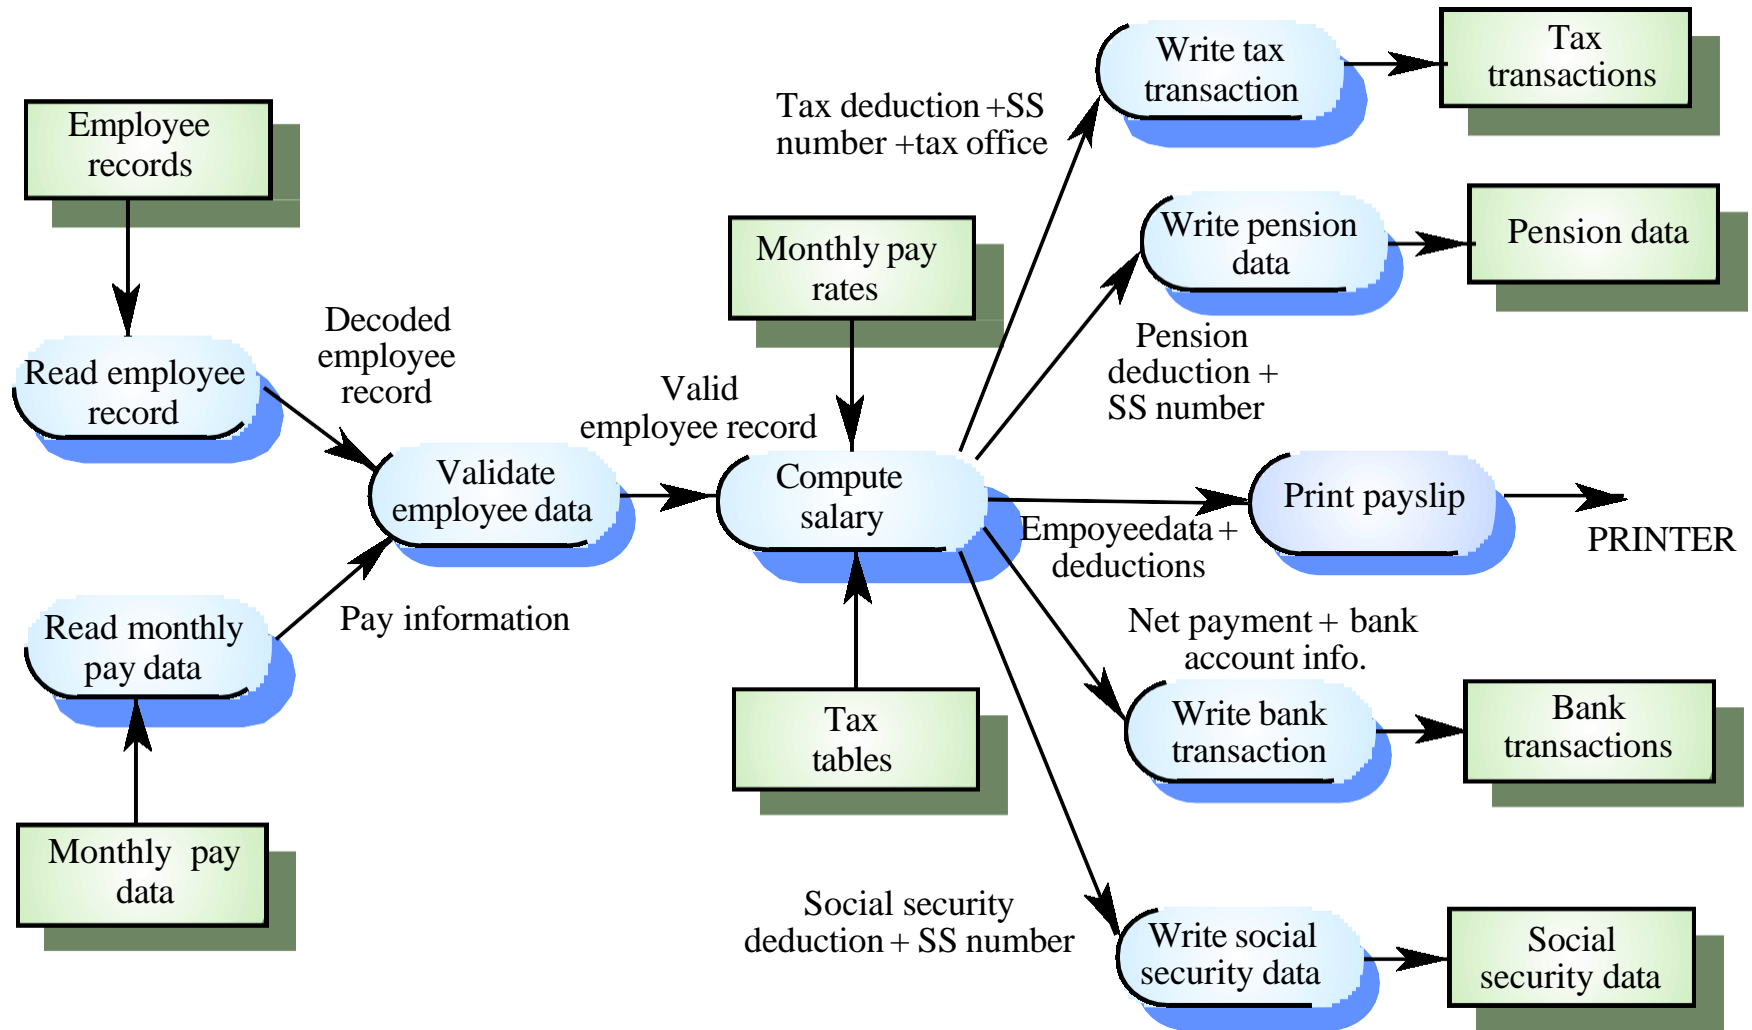 Employee
records
Read employee
record
Decoded
employee
record
Validate
employee data
Pay information
Read monthly
pay data
Monthly pay
data
Valid
employee record
Monthly pay
rates
Compute
salary
Tax
tables
Tax deduction +SS
number +tax office
Write tax
transaction
Tax
transactions
Write pension
data
Pension data
Pension
deduction +
SS number
Print payslip
PRINTER
Empoyeedata +
deductions
Net payment + bank
account info.
Write bank
transaction
Bank
transactions
Social security
deduction + SS number
Write social
security data
Social
security data